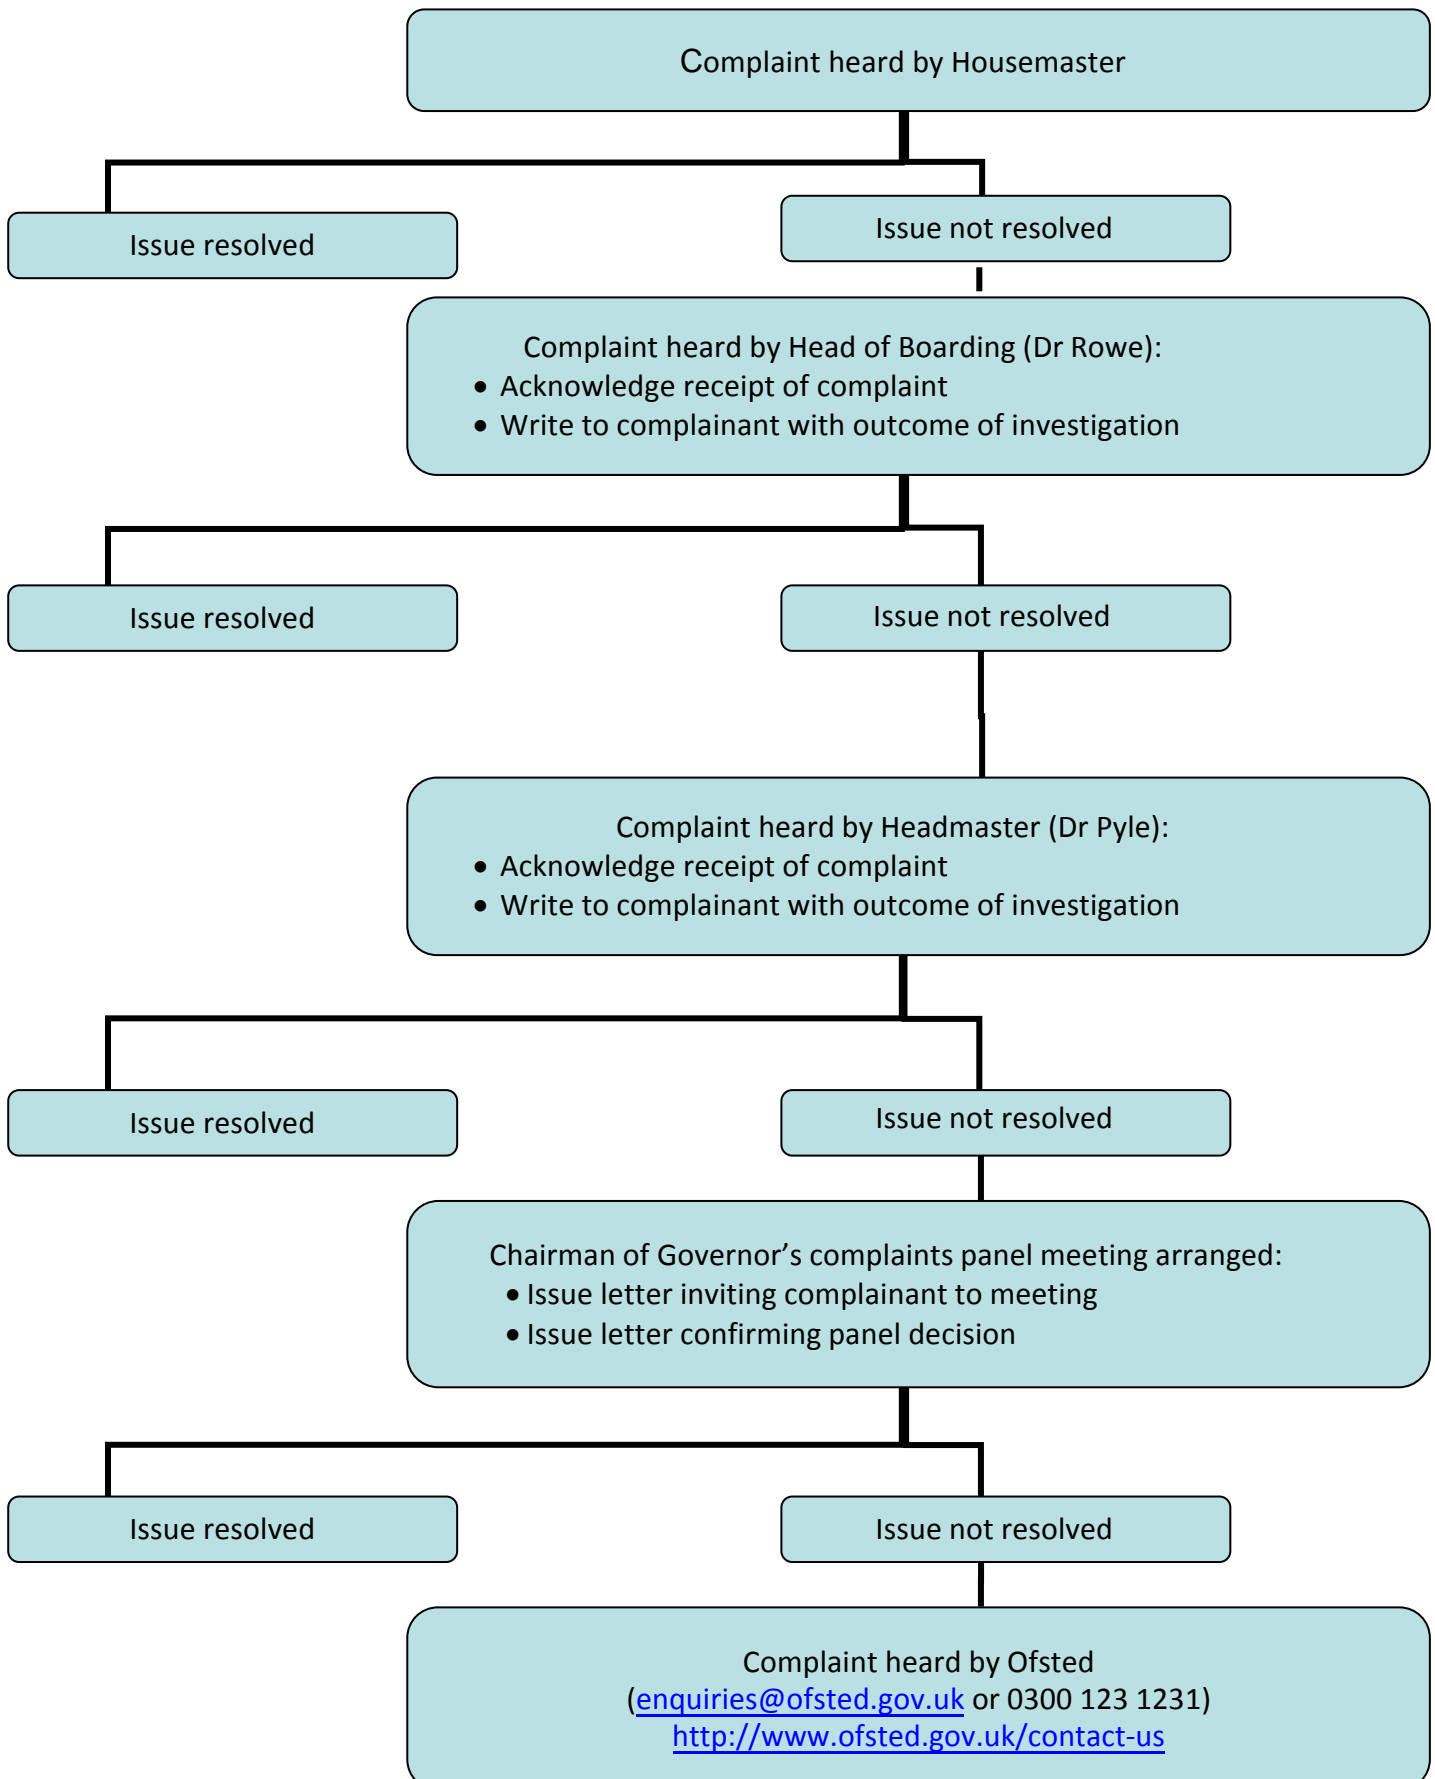 Complaint heard by Housemaster
Issue resolved
Issue not resolved
Complaint heard by Head of Boarding (Dr Rowe):
• Acknowledge receipt of complaint
• Write to complainant with outcome of investigation
Issue resolved
Issue not resolved
Complaint heard by Headmaster (Dr Pyle):
• Acknowledge receipt of complaint
• Write to complainant with outcome of investigation
Issue resolved
Issue not resolved
Chairman of Governor’s complaints panel meeting arranged:
• Issue letter inviting complainant to meeting
• Issue letter confirming panel decision
Issue resolved
Issue not resolved
Complaint heard by Ofsted
(enquiries@ofsted.gov.uk or 0300 123 1231)
http://www.ofsted.gov.uk/contact-us